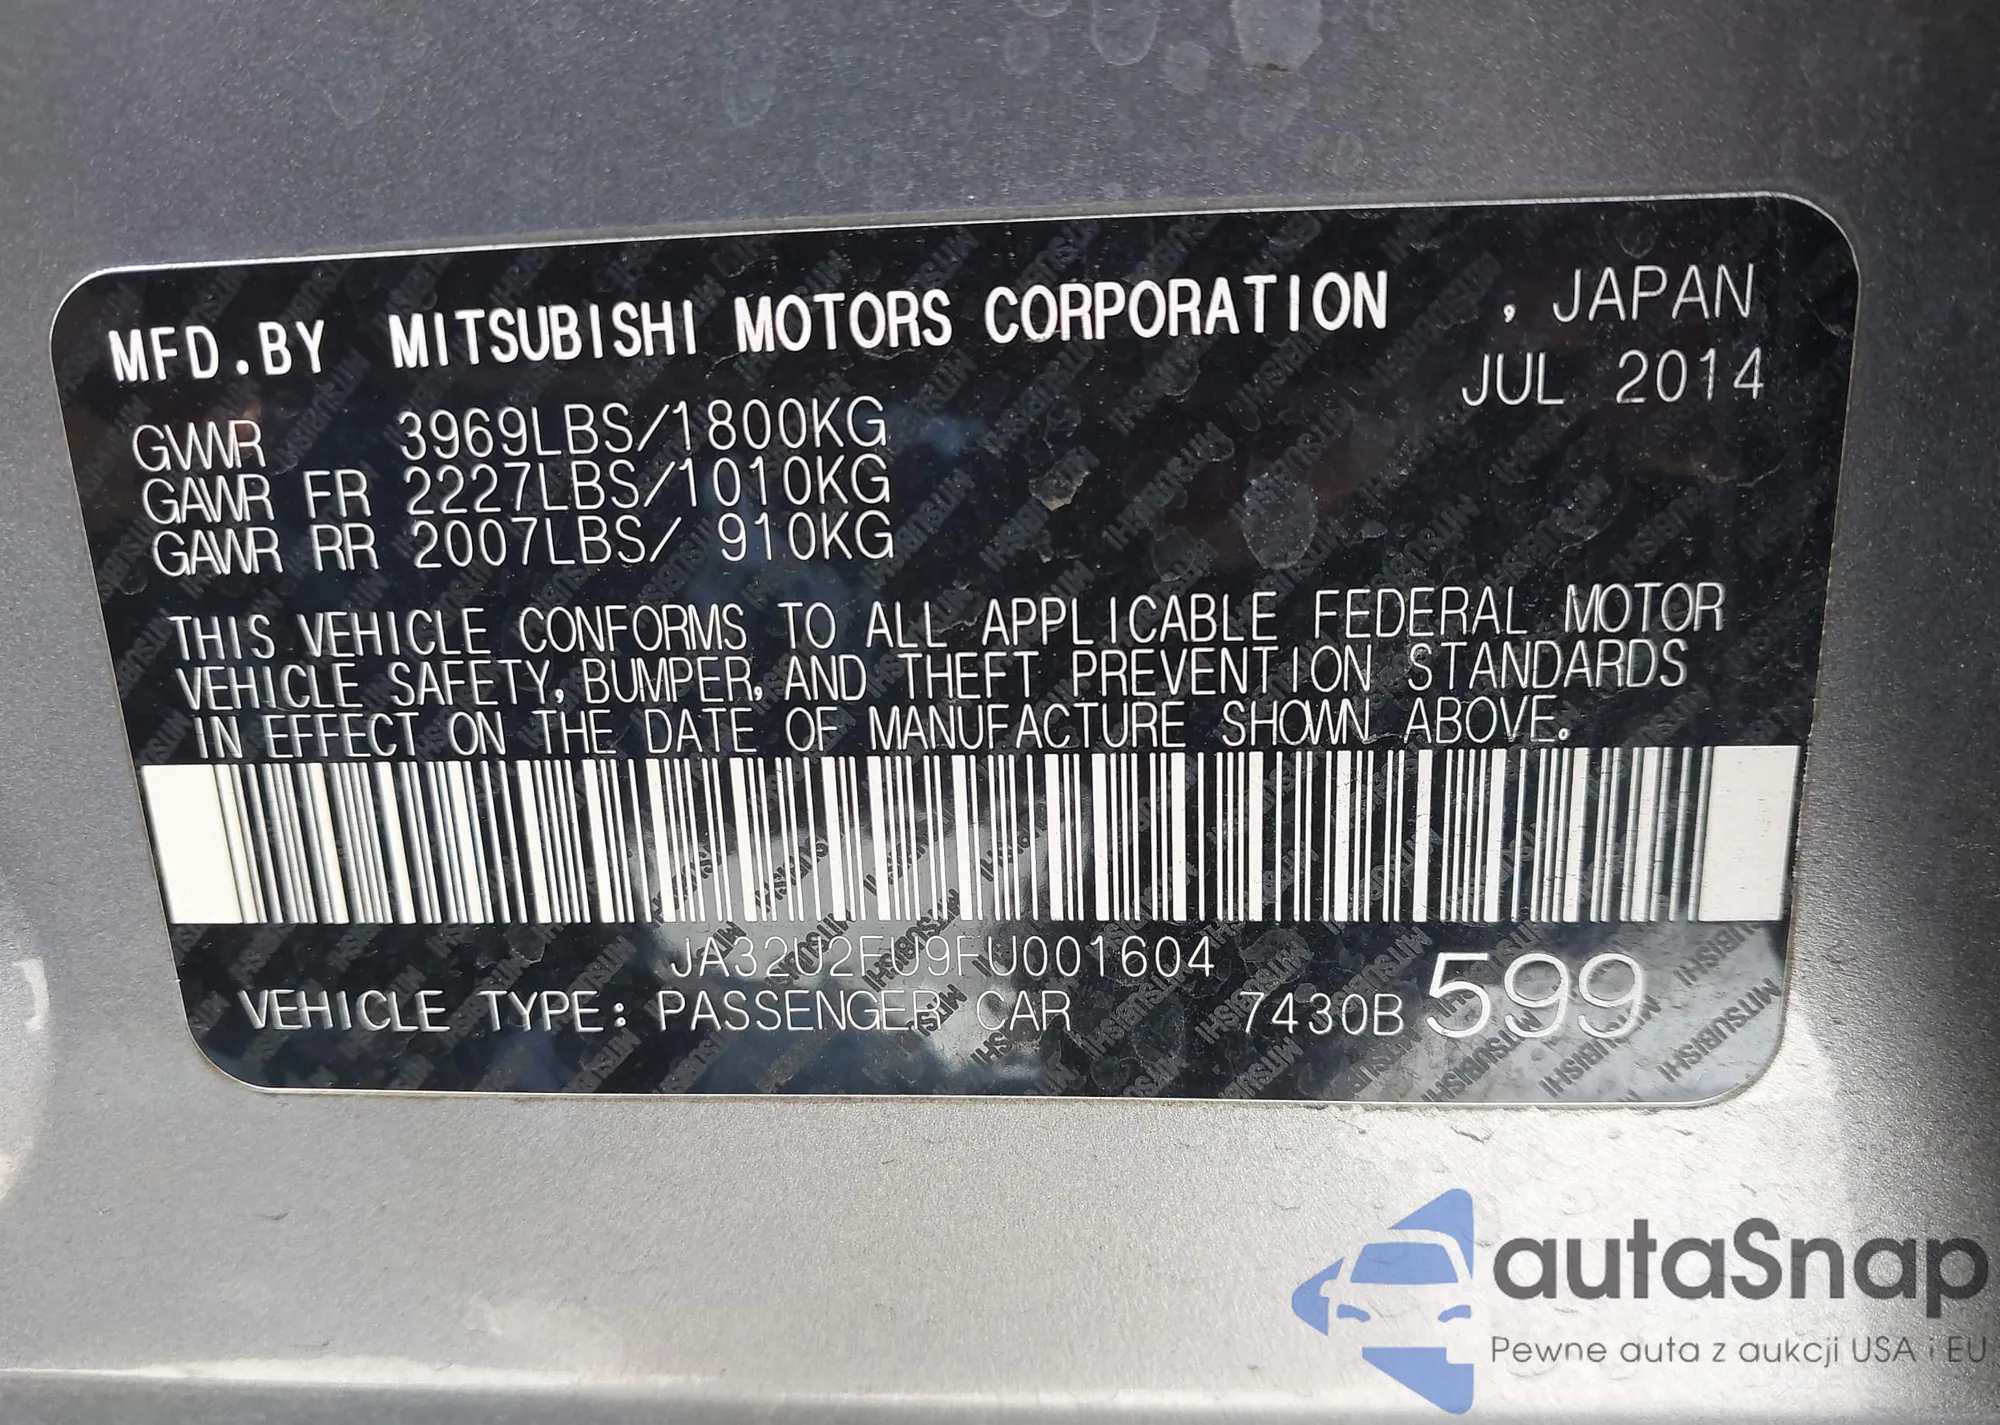 MFD.BY MITSUBISHI MOTORS CORPORATION , JAPAN
JUL 2014
GVWR 3969LBS/1800KG
GAWR FR 2227LBS/1010KG
GAWR RR 2007LBS/ 910KG
THIS VEHICLE CONFORMS TO ALL APPLICABLE FEDERAL MOTOR
VEHICLE SAFETY, BUMPER, AND THEFT PREVENTION STANDARDS
IN EFFECT ON THE DATE OF MANUFACTURE SHOWN ABOVE.
JA32U2FU9FU001604
VEHICLE TYPE: PASSENGER CAR 7430B 599
autaSnap
Pewne auta z aukcji USA i EU